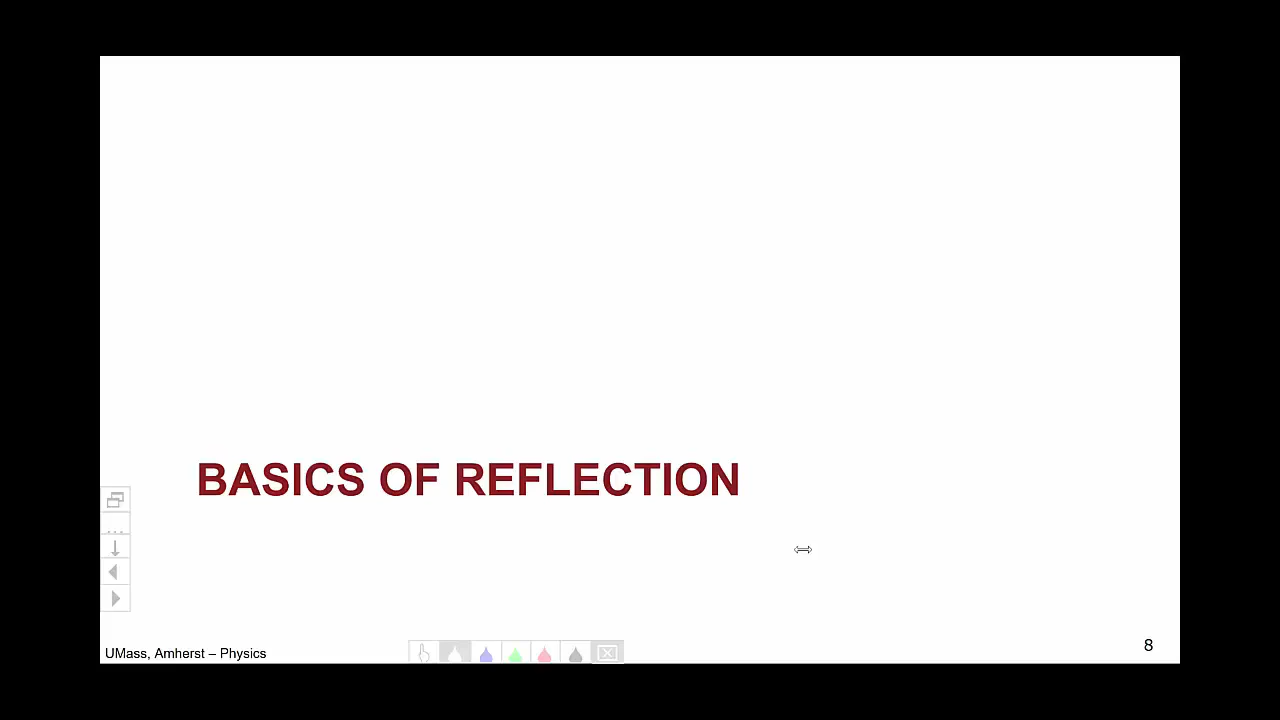 BASICS OF REFLECTION
UMass, Amherst – Physics
8